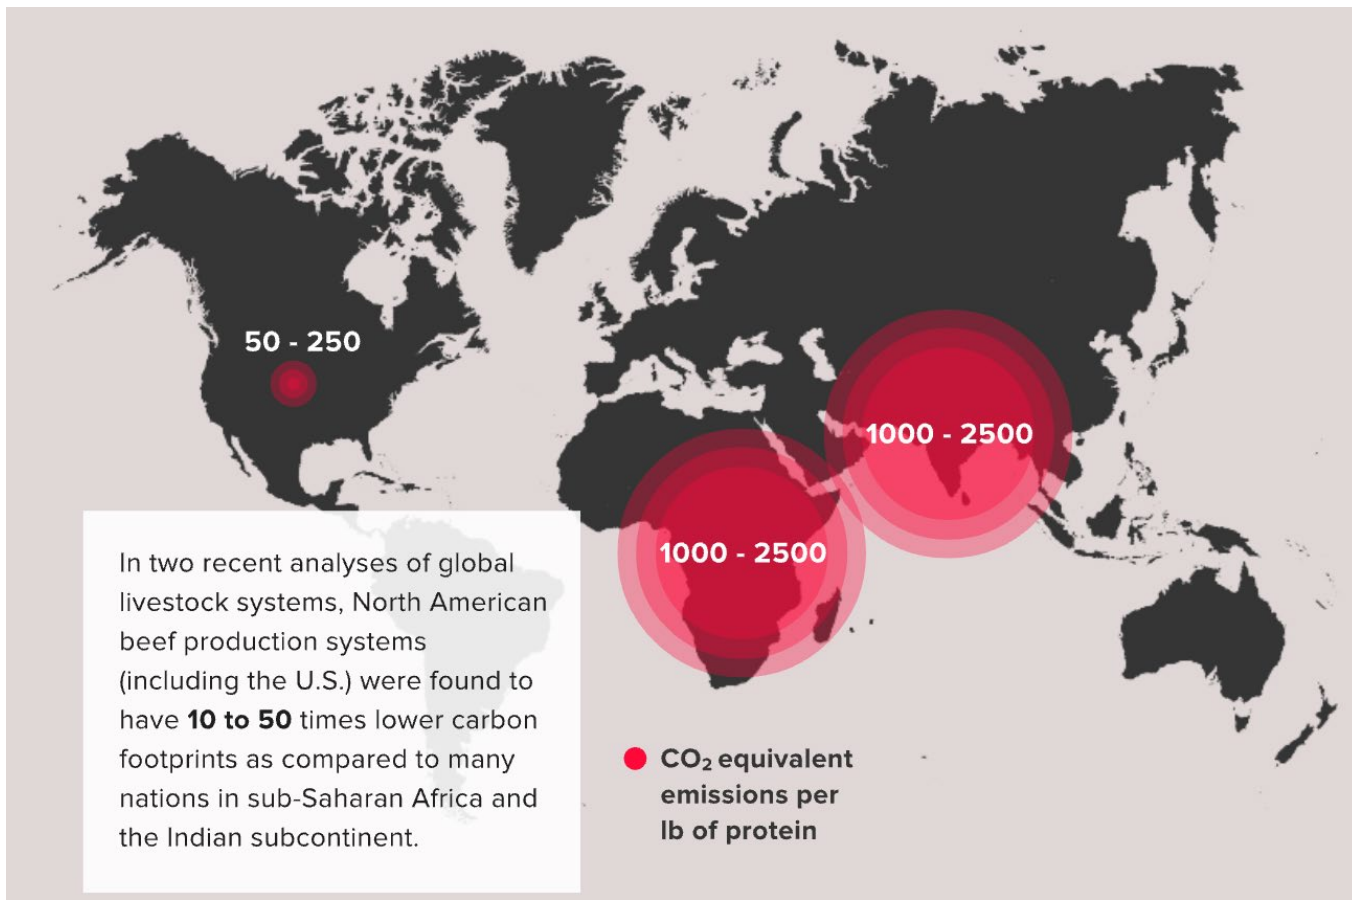 50 - 250
1000 - 2500
1000 - 2500
In two recent analyses of global
livestock systems, North American
beef production systems
(including the U.S.) were found to
have 10 to 50 times lower carbon
footprints as compared to many
nations in sub-Saharan Africa and
the Indian subcontinent.
CO₂ equivalent
emissions per
lb of protein